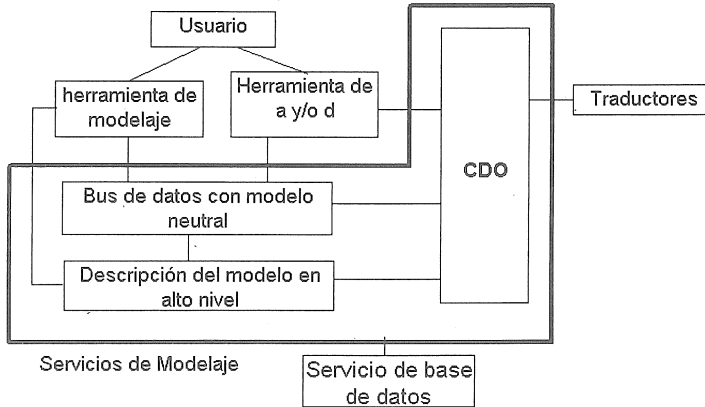 Usuario
herramienta de
modelaje
Herramienta de
a y/o d
Traductores
CDO
Bus de datos con modelo
neutral
Descripción del modelo en
alto nivel
Servicios de Modelaje
Servicio de base
de datos